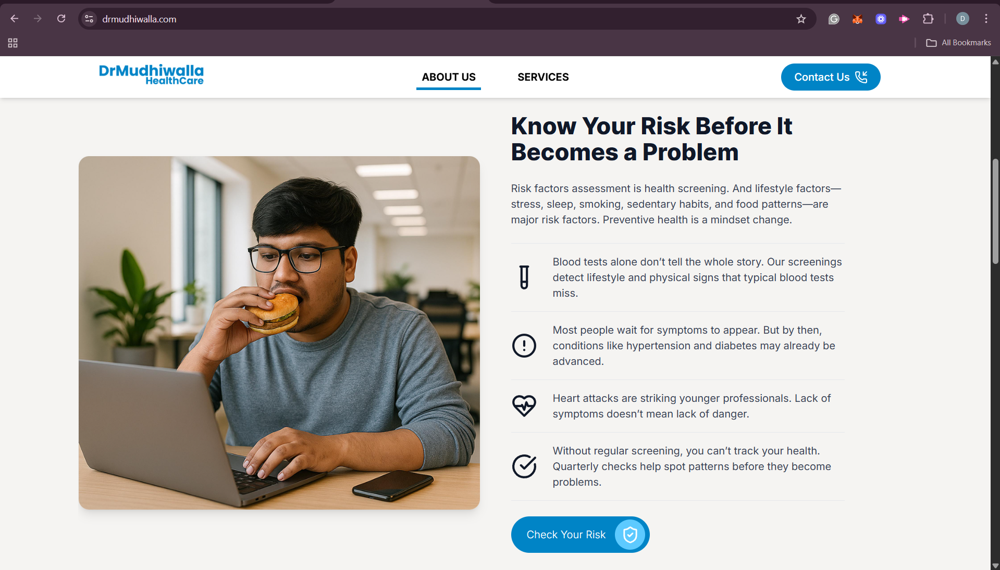 drmudhiwalla.com
D
All Bookmarks
DrMudhiwalla
HealthCare
ABOUT US
SERVICES
Contact Us
Know Your Risk Before It
Becomes a Problem
Risk factors assessment is health screening. And lifestyle factors—
stress, sleep, smoking, sedentary habits, and food patterns—are
major risk factors. Preventive health is a mindset change.
Blood tests alone don’t tell the whole story. Our screenings
detect lifestyle and physical signs that typical blood tests
miss.
Most people wait for symptoms to appear. But by then,
conditions like hypertension and diabetes may already be
advanced.
Heart attacks are striking younger professionals. Lack of
symptoms doesn’t mean lack of danger.
Without regular screening, you can’t track your health.
Quarterly checks help spot patterns before they become
problems.
Check Your Risk